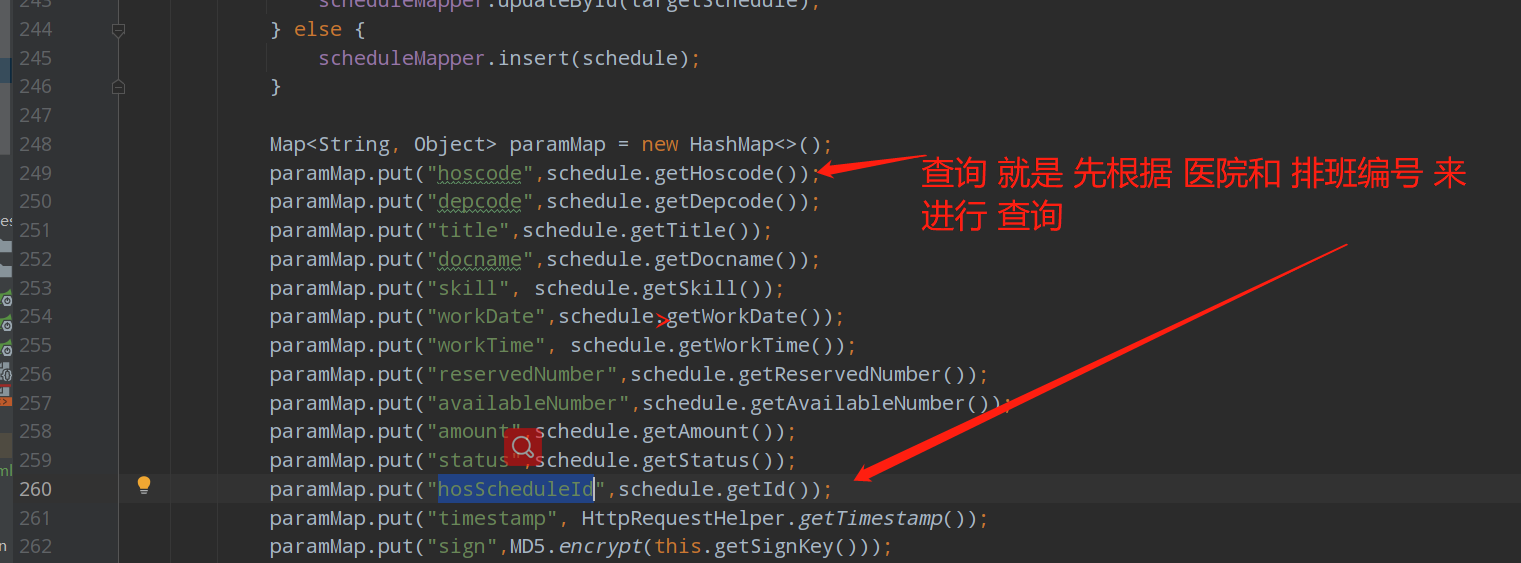 243 scheduleMapper.updateById(targetSchedule);
244 } else {
245 scheduleMapper.insert(schedule);
246 }
247
248 Map<String, Object> paramMap = new HashMap<>();
249 paramMap.put("hoscode",schedule.getHoscode());
查询 就是 先根据 医院和 排班编号 来
250 paramMap.put("depcode",schedule.getDepcode());
进行 查询
251 paramMap.put("title",schedule.getTitle());
252 paramMap.put("docname",schedule.getDocname());
253 paramMap.put("skill", schedule.getSkill());
254 paramMap.put("workDate",schedule.getWorkDate());
255 paramMap.put("workTime", schedule.getWorkTime());
256 paramMap.put("reservedNumber",schedule.getReservedNumber());
257 paramMap.put("availableNumber",schedule.getAvailableNumber());
258 paramMap.put("amount",schedule.getAmount());
259 paramMap.put("status",schedule.getStatus());
260 paramMap.put("hosScheduleId",schedule.getId());
261 paramMap.put("timestamp", HttpRequestHelper.getTimestamp());
262 paramMap.put("sign",MD5.encrypt(this.getSignKey()));